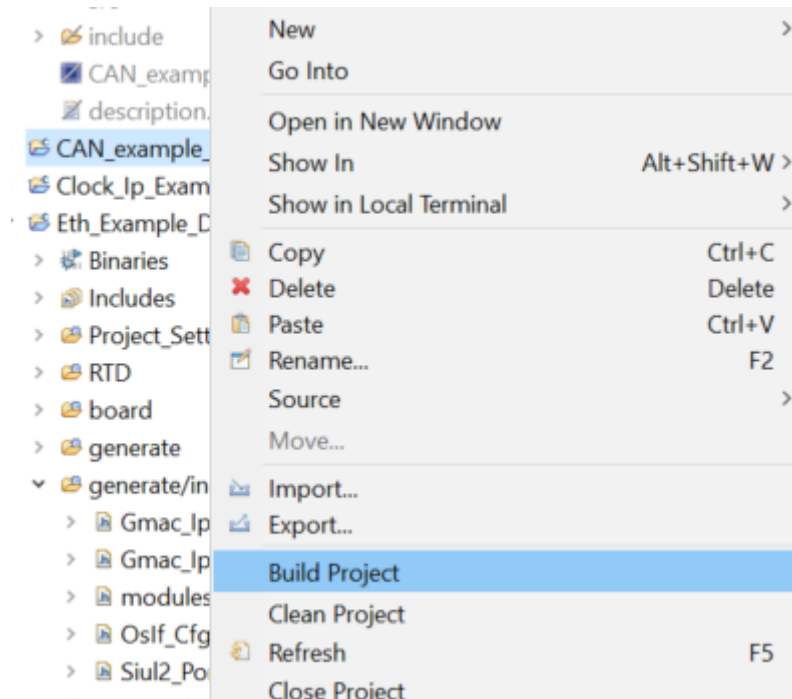 include
CAN_examp
description.
CAN_example_
Clock_Ip_Exam
Eth_Example_D
Binaries
Includes
Project_Sett
RTD
board
generate
generate/in
Gmac_Ip
Gmac_Ip
modules
OsIf_Cfg
Siul2_Po
New
Go Into
Open in New Window
Show In Alt+Shift+W
Show in Local Terminal
Copy Ctrl+C
Delete Delete
Paste Ctrl+V
Rename... F2
Source
Move...
Import...
Export...
Build Project
Clean Project
Refresh F5
Close Project